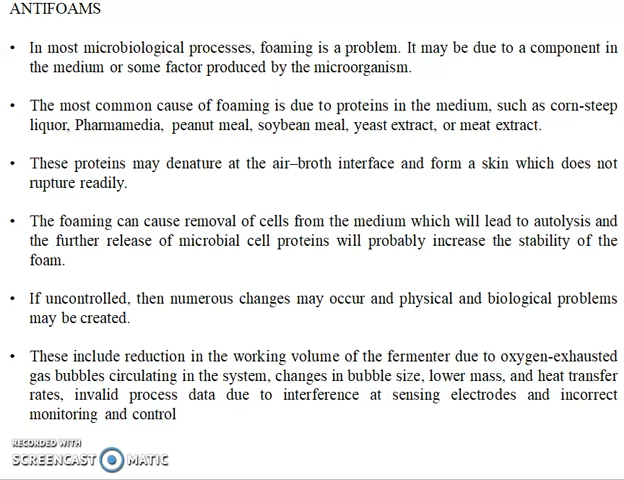 ANTIFOAMS
• In most microbiological processes, foaming is a problem. It may be due to a component in
the medium or some factor produced by the microorganism.
• The most common cause of foaming is due to proteins in the medium, such as corn-steep
liquor, Pharmamedia, peanut meal, soybean meal, yeast extract, or meat extract.
• These proteins may denature at the air–broth interface and form a skin which does not
rupture readily.
• The foaming can cause removal of cells from the medium which will lead to autolysis and
the further release of microbial cell proteins will probably increase the stability of the
foam.
• If uncontrolled, then numerous changes may occur and physical and biological problems
may be created.
• These include reduction in the working volume of the fermenter due to oxygen-exhausted
gas bubbles circulating in the system, changes in bubble size, lower mass, and heat transfer
rates, invalid process data due to interference at sensing electrodes and incorrect
monitoring and control
RECORDED WITH
SCREENCAST MATIC